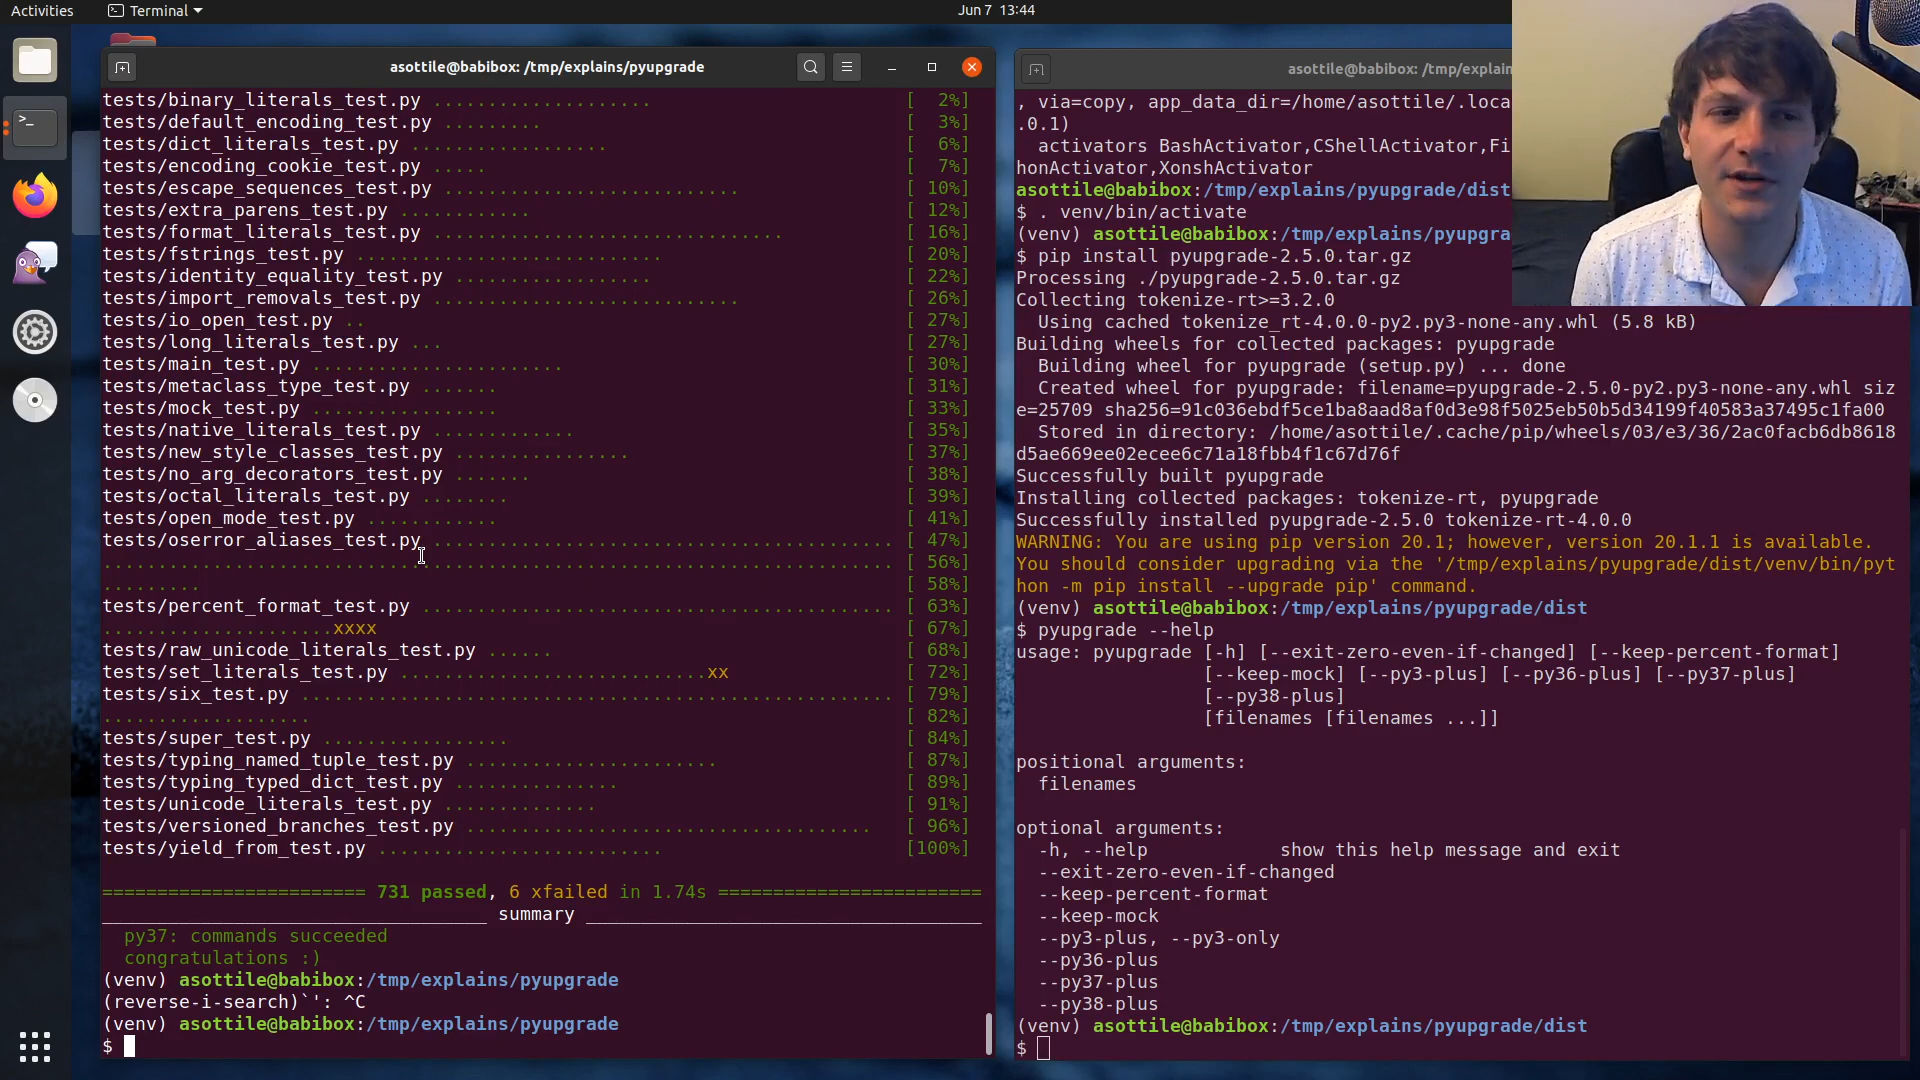 Activities
Terminal
Jun 7 13:44
asottile@babibox: /tmp/explains/pyupgrade
tests/binary_literals_test.py .................... [ 2%]
tests/default_encoding_test.py ......... [ 3%]
tests/dict_literals_test.py .................. [ 6%]
tests/encoding_cookie_test.py ..... [ 7%]
tests/escape_sequences_test.py ............................ [ 10%]
tests/extra_parens_test.py ............ [ 12%]
tests/format_literals_test.py ................................ [ 16%]
tests/fstrings_test.py ............................ [ 20%]
tests/identity_equality_test.py .................. [ 22%]
tests/import_removals_test.py ............................ [ 26%]
tests/io_open_test.py .. [ 27%]
tests/long_literals_test.py ... [ 27%]
tests/main_test.py ....................... [ 30%]
tests/metaclass_type_test.py ....... [ 31%]
tests/mock_test.py ................. [ 33%]
tests/native_literals_test.py ............. [ 35%]
tests/new_style_classes_test.py ................ [ 37%]
tests/no_arg_decorators_test.py ....... [ 38%]
tests/octal_literals_test.py ........ [ 39%]
tests/open_mode_test.py ............ [ 41%]
tests/oserror_aliases_test.py .......................................... [ 47%]
........................................................................ [ 56%]
......... [ 58%]
tests/percent_format_test.py ........................................... [ 63%]
.....................xxxx [ 67%]
tests/raw_unicode_literals_test.py ...... [ 68%]
tests/set_literals_test.py ............................xx [ 72%]
tests/six_test.py ...................................................... [ 79%]
................... [ 82%]
tests/super_test.py ................. [ 84%]
tests/typing_named_tuple_test.py ....................... [ 87%]
tests/typing_typed_dict_test.py ............... [ 89%]
tests/unicode_literals_test.py .............. [ 91%]
tests/versioned_branches_test.py ..................................... [ 96%]
tests/yield_from_test.py .......................... [100%]
======================== 731 passed, 6 xfailed in 1.74s ========================
___________________________________ summary ____________________________________
py37: commands succeeded
congratulations :)
(venv) asottile@babibox:/tmp/explains/pyupgrade
(reverse-i-search)`': ^C
(venv) asottile@babibox:/tmp/explains/pyupgrade
$
asottile@babibox: /tmp/explain
, via=copy, app_data_dir=/home/asottile/.loca
.0.1)
activators BashActivator,CShellActivator,Fi
honActivator,XonshActivator
asottile@babibox:/tmp/explains/pyupgrade/dist
$ . venv/bin/activate
(venv) asottile@babibox:/tmp/explains/pyupgra
$ pip install pyupgrade-2.5.0.tar.gz
Processing ./pyupgrade-2.5.0.tar.gz
Collecting tokenize-rt>=3.2.0
Using cached tokenize_rt-4.0.0-py2.py3-none-any.whl (5.8 kB)
Building wheels for collected packages: pyupgrade
Building wheel for pyupgrade (setup.py) ... done
Created wheel for pyupgrade: filename=pyupgrade-2.5.0-py2.py3-none-any.whl siz
e=25709 sha256=91c036ebdf5ce1ba8aad8af0d3e98f5025eb50b5d34199f40583a37495c1fa00
Stored in directory: /home/asottile/.cache/pip/wheels/03/e3/36/2ac0facb6db8618
d5ae669ee02ecee6c71a18fbb4f1c67d76f
Successfully built pyupgrade
Installing collected packages: tokenize-rt, pyupgrade
Successfully installed pyupgrade-2.5.0 tokenize-rt-4.0.0
WARNING: You are using pip version 20.1; however, version 20.1.1 is available.
You should consider upgrading via the '/tmp/explains/pyupgrade/dist/venv/bin/pyt
hon -m pip install --upgrade pip' command.
(venv) asottile@babibox:/tmp/explains/pyupgrade/dist
$ pyupgrade --help
usage: pyupgrade [-h] [--exit-zero-even-if-changed] [--keep-percent-format]
[--keep-mock] [--py3-plus] [--py36-plus] [--py37-plus]
[--py38-plus]
[filenames [filenames ...]]
positional arguments:
filenames
optional arguments:
-h, --help show this help message and exit
--exit-zero-even-if-changed
--keep-percent-format
--keep-mock
--py3-plus, --py3-only
--py36-plus
--py37-plus
--py38-plus
(venv) asottile@babibox:/tmp/explains/pyupgrade/dist
$